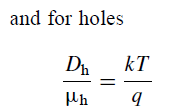 and for holes
D_h / μ_h = kT / q